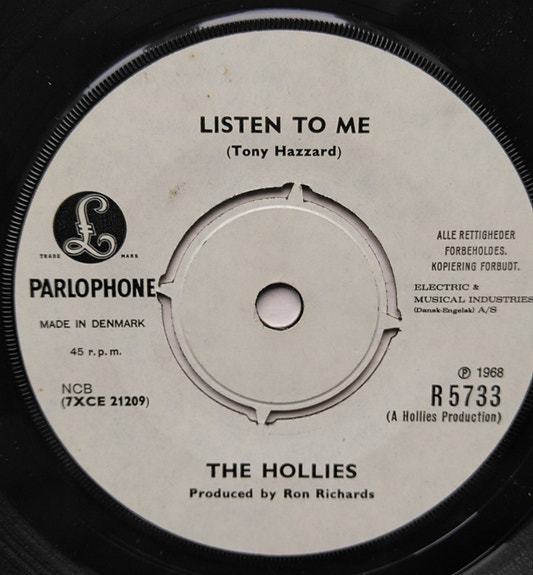 LISTEN TO ME
(Tony Hazzard)
£
TRADE MARK
PARLOPHONE
MADE IN DENMARK
45 r.p.m.
NCB
(7XCE 21209)
ALLE RETTIGHEDER
FORBEHOLDES.
KOPIERING FORBUDT.
ELECTRIC &
MUSICAL INDUSTRIES
(Dansk-Engelsk) A/S
℗ 1968
R 5733
(A Hollies Production)
THE HOLLIES
Produced by Ron Richards